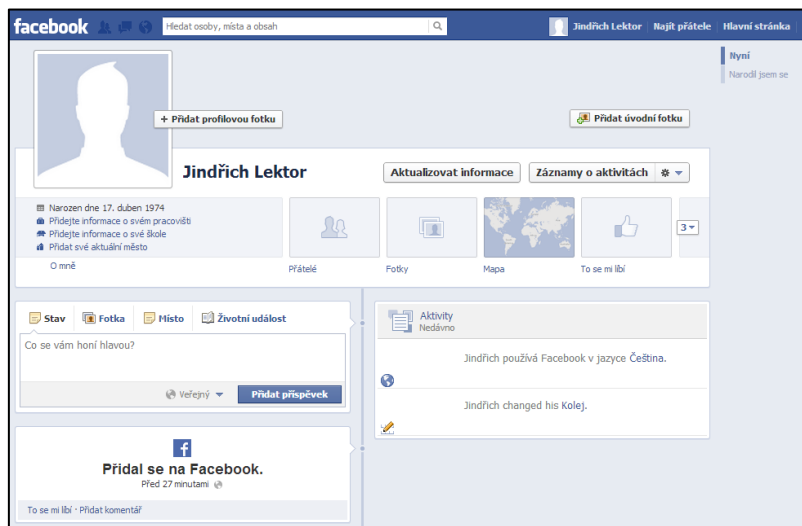 facebook
Hledat osoby, místa a obsah
Jindřich Lektor
Najít přátele
Hlavní stránka
Nyní
Narodil jsem se
+ Přidat profilovou fotku
Přidat úvodní fotku
Jindřich Lektor
Aktualizovat informace
Záznamy o aktivitách
Narozen dne 17. duben 1974
Přidejte informace o svém pracovišti
Přidejte informace o své škole
Přidat své aktuální město
O mně
Přátelé
Fotky
Mapa
To se mi líbí
3
Stav
Fotka
Místo
Životní událost
Co se vám honí hlavou?
Veřejný
Přidat příspěvek
Aktivity
Nedávno
Jindřich používá Facebook v jazyce Čeština.
Jindřich changed his Kolej.
Přidal se na Facebook.
Před 27 minutami
To se mi líbí · Přidat komentář